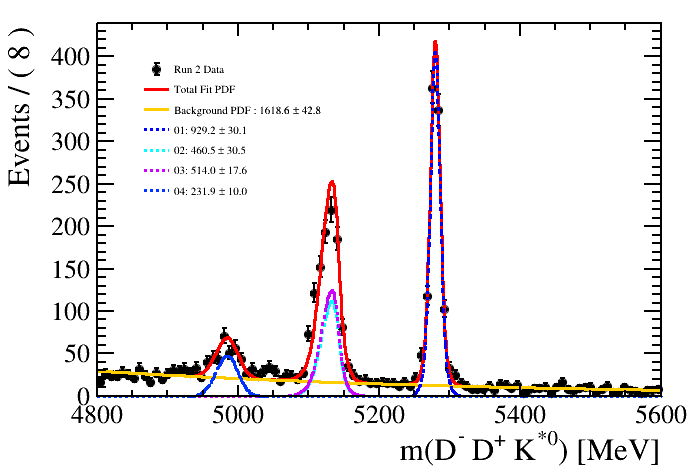 Events / ( 8 )
400
350
300
250
200
150
100
50
0
Run 2 Data
Total Fit PDF
Background PDF : 1618.6 ± 42.8
01: 929.2 ± 30.1
02: 460.5 ± 30.5
03: 514.0 ± 17.6
04: 231.9 ± 10.0
4800 5000 5200 5400 5600
m(D⁻ D⁺ K*⁰) [MeV]